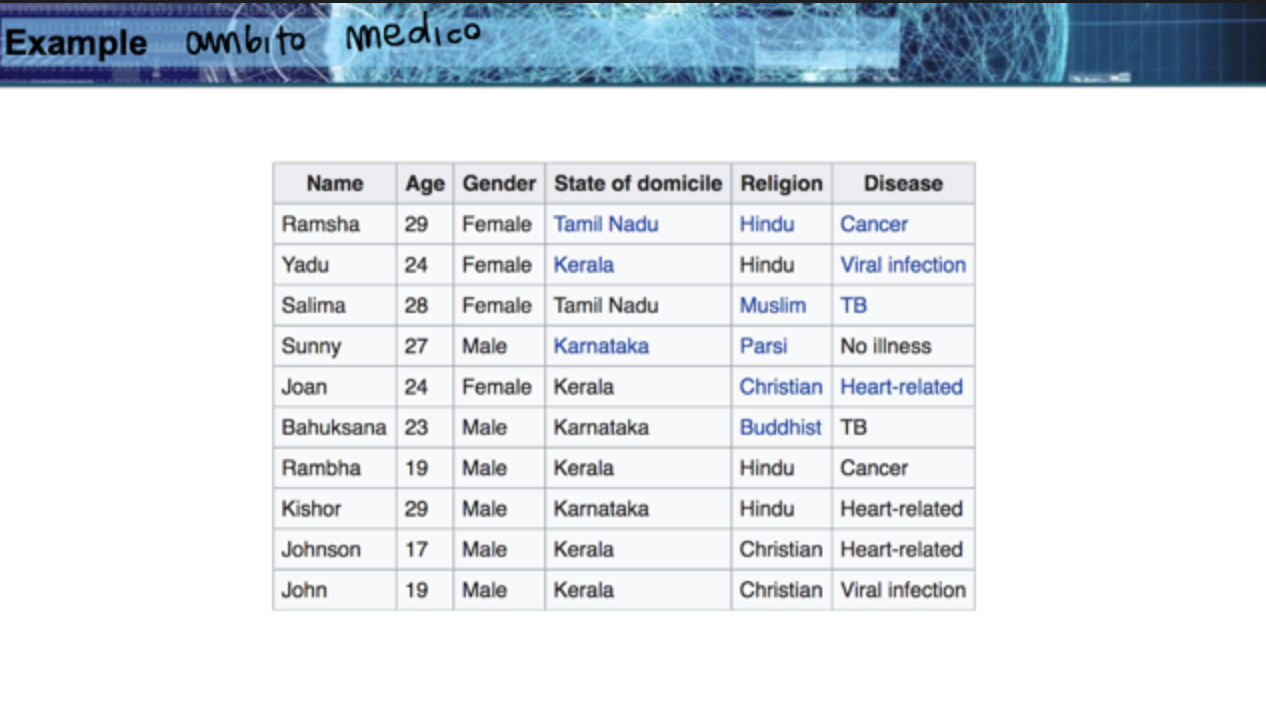 Example ambito medico
Name Age Gender State of domicile Religion Disease
Ramsha 29 Female Tamil Nadu Hindu Cancer
Yadu 24 Female Kerala Hindu Viral infection
Salima 28 Female Tamil Nadu Muslim TB
Sunny 27 Male Karnataka Parsi No illness
Joan 24 Female Kerala Christian Heart-related
Bahuksana 23 Male Karnataka Buddhist TB
Rambha 19 Male Kerala Hindu Cancer
Kishor 29 Male Karnataka Hindu Heart-related
Johnson 17 Male Kerala Christian Heart-related
John 19 Male Kerala Christian Viral infection